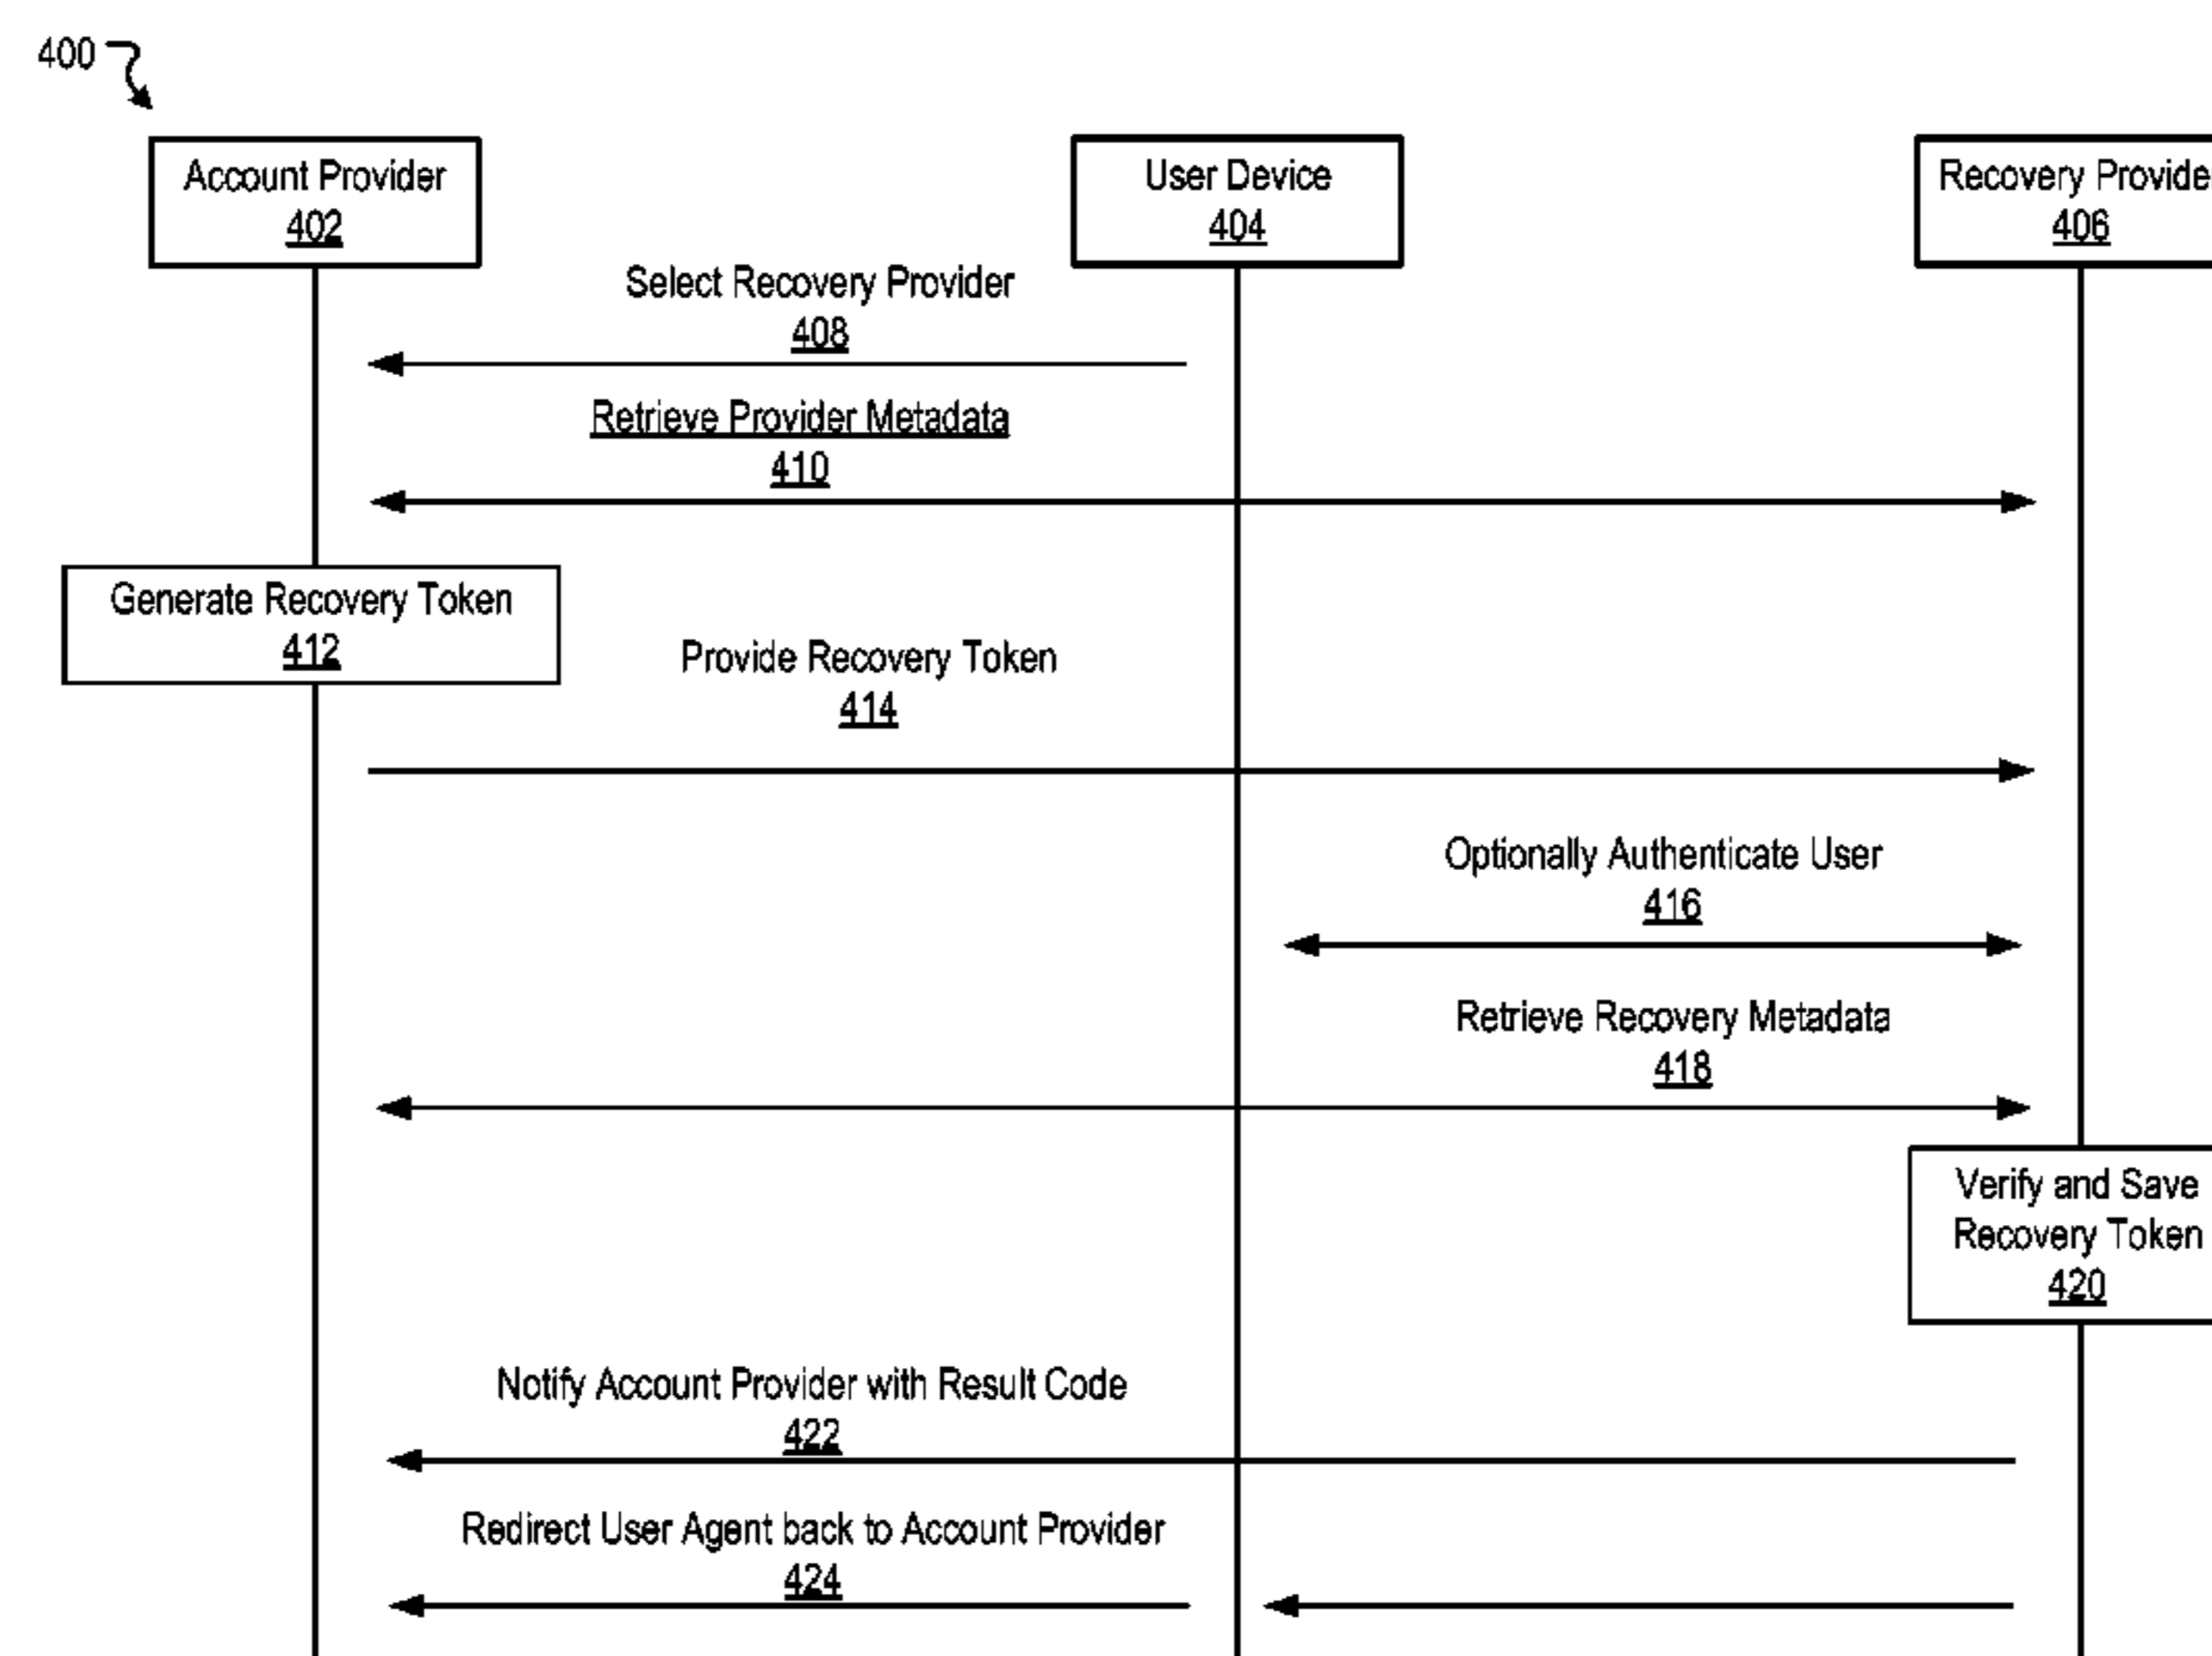 400
Account Provider
402
User Device
404
Recovery Provide
406
Select Recovery Provider
408
Retrieve Provider Metadata
410
Generate Recovery Token
412
Provide Recovery Token
414
Optionally Authenticate User
416
Retrieve Recovery Metadata
418
Verify and Save
Recovery Token
420
Notify Account Provider with Result Code
422
Redirect User Agent back to Account Provider
424